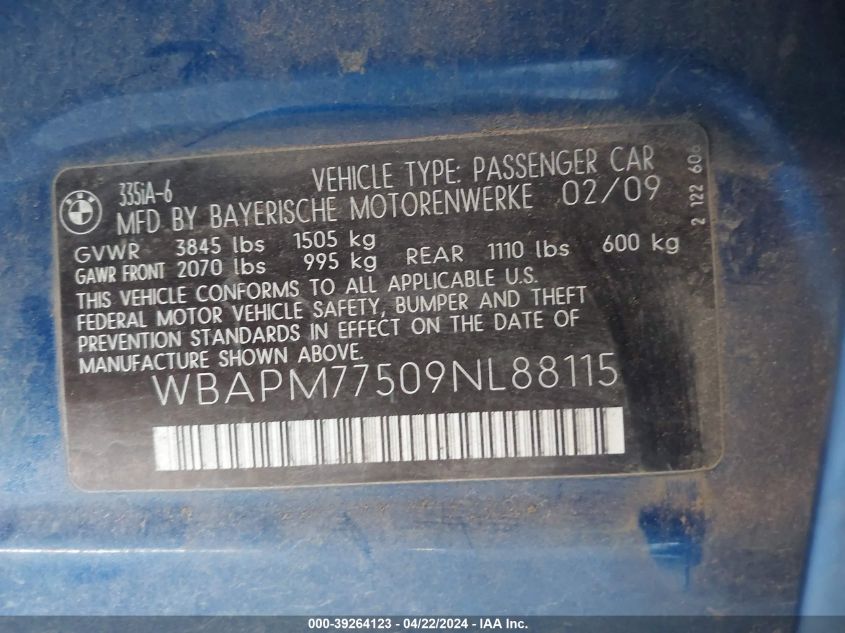 BMW
335iA-6 VEHICLE TYPE: PASSENGER CAR
MFD BY BAYERISCHE MOTORENWERKE 02/09
GVWR 3845 lbs 1505 kg
GAWR FRONT 2070 lbs 995 kg REAR 1110 lbs 600 kg
THIS VEHICLE CONFORMS TO ALL APPLICABLE U.S.
FEDERAL MOTOR VEHICLE SAFETY, BUMPER AND THEFT
PREVENTION STANDARDS IN EFFECT ON THE DATE OF
MANUFACTURE SHOWN ABOVE.
WBAPM77509NL88115
2 122 606
000-39264123 - 04/22/2024 - IAA Inc.